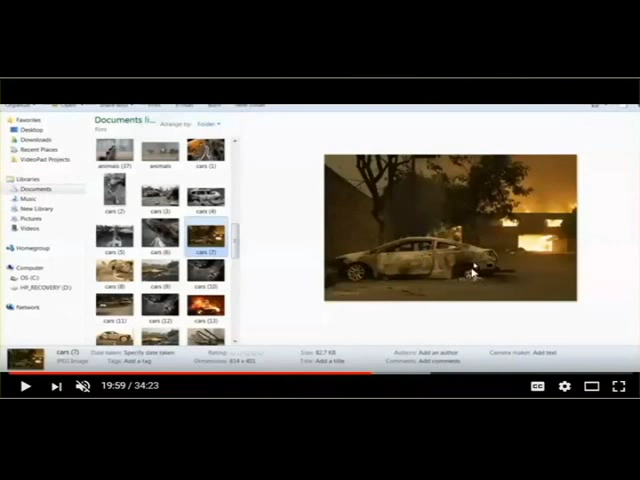 Documents li...
Arrange by: Folder
Favorites
Desktop
Downloads
Recent Places
VideoPad Projects
Libraries
Documents
Music
New Library
Pictures
Videos
Homegroup
Computer
OS (C:)
HP_RECOVERY (D:)
Network
animals (37) animals cars (1)
cars (2) cars (3) cars (4)
cars (5) cars (6) cars (7)
cars (8) cars (9) cars (10)
cars (11) cars (12) cars (13)
cars (7) Date taken: Specify date taken Rating: Size: 82.7 KB Authors: Add an author Camera maker: Add text
JPEG Image Tags: Add a tag Dimensions: Title: Add a title Comments: Add comments
19:59 / 34:23
CC